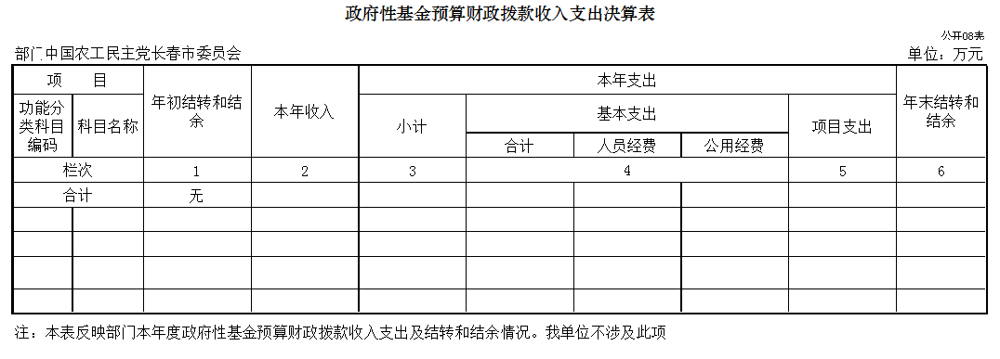 政府性基金预算财政拨款收入支出决算表
公开08表
部门中国农工民主党长春市委员会 单位：万元
项 目 年初结转和结余 本年收入 本年支出 年末结转和结余
功能分类科目编码 科目名称 小计 基本支出 项目支出
合计 人员经费 公用经费
栏次 1 2 3 4 5 6
合计 无
注：本表反映部门本年度政府性基金预算财政拨款收入支出及结转和结余情况。我单位不涉及此项